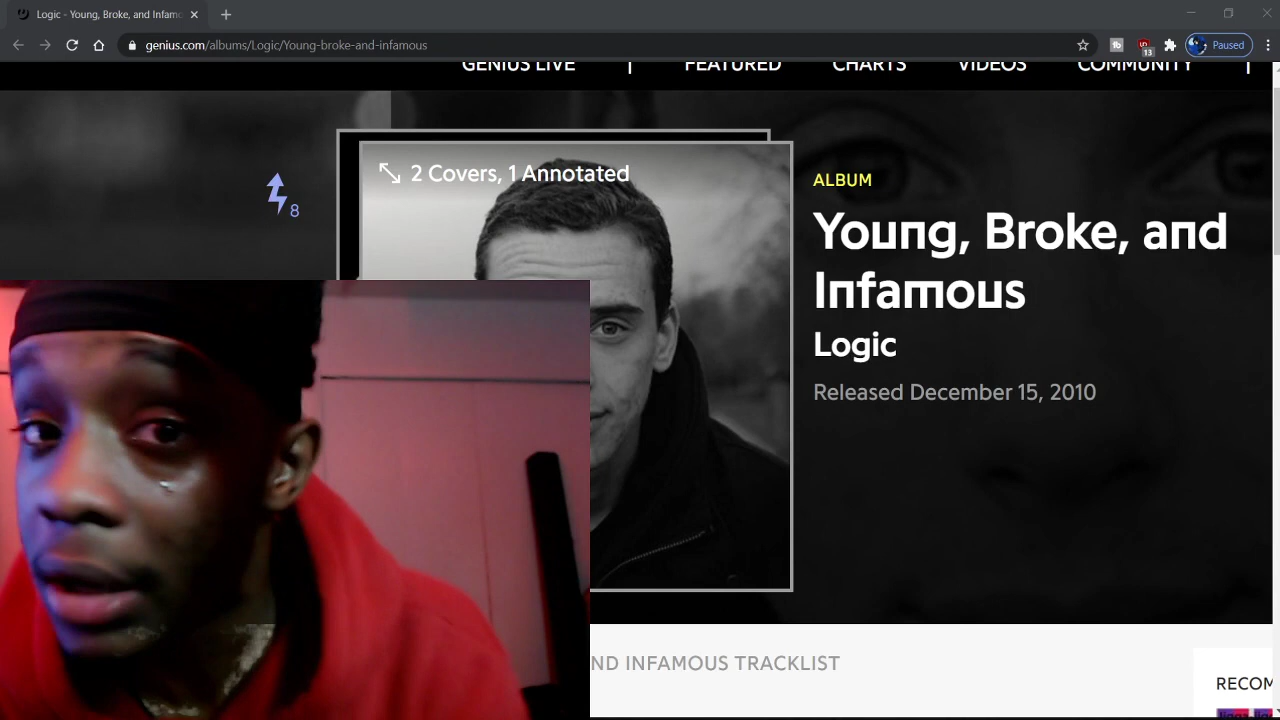 Logic - Young, Broke, and Infamo
genius.com/albums/Logic/Young-broke-and-infamous
13
Paused
GENIUS LIVE | FEATURED CHARTS VIDEOS COMMUNITY |
2 Covers, 1 Annotated
8
ALBUM
Young, Broke, and
Infamous
Logic
Released December 15, 2010
ND INFAMOUS TRACKLIST
RECOM